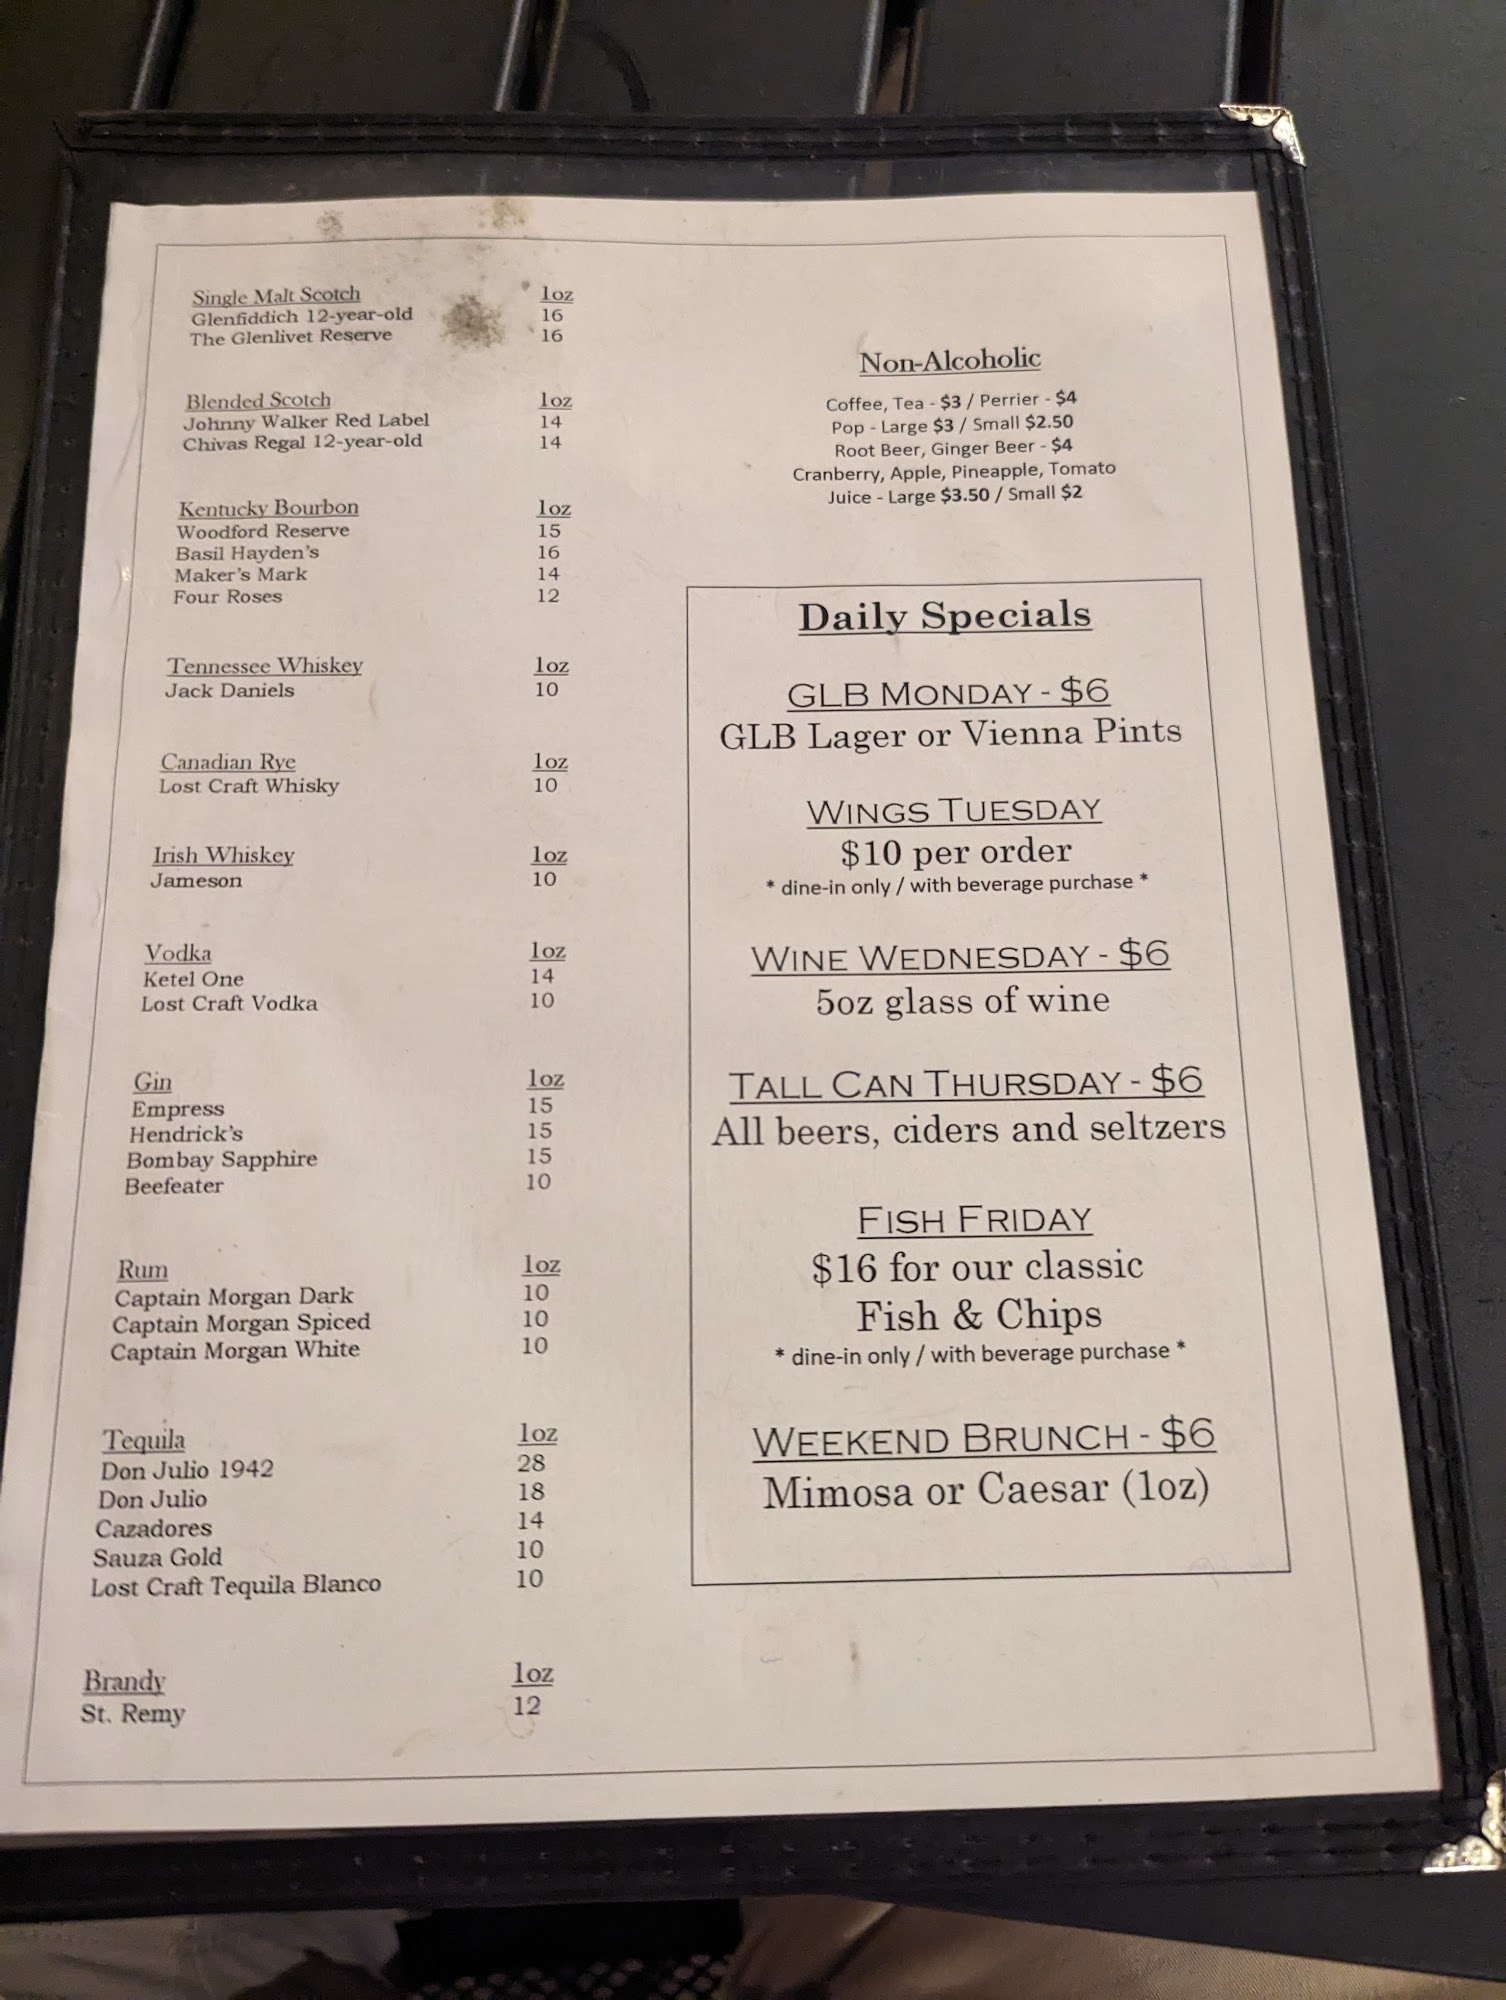 Single Malt Scotch 1oz
Glenfiddich 12-year-old 16
The Glenlivet Reserve 16
Blended Scotch 1oz
Johnny Walker Red Label 14
Chivas Regal 12-year-old 14
Kentucky Bourbon 1oz
Woodford Reserve 15
Basil Hayden's 16
Maker's Mark 14
Four Roses 12
Tennessee Whiskey 1oz
Jack Daniels 10
Canadian Rye 1oz
Lost Craft Whisky 10
Irish Whiskey 1oz
Jameson 10
Vodka 1oz
Ketel One 14
Lost Craft Vodka 10
Gin 1oz
Empress 15
Hendrick's 15
Bombay Sapphire 15
Beefeater 10
Rum 1oz
Captain Morgan Dark 10
Captain Morgan Spiced 10
Captain Morgan White 10
Tequila 1oz
Don Julio 1942 28
Don Julio 18
Cazadores 14
Sauza Gold 10
Lost Craft Tequila Blanco 10
Brandy 1oz
St. Remy 12
Non-Alcoholic
Coffee, Tea - $3 / Perrier - $4
Pop - Large $3 / Small $2.50
Root Beer, Ginger Beer - $4
Cranberry, Apple, Pineapple, Tomato
Juice - Large $3.50 / Small $2
Daily Specials
GLB MONDAY - $6
GLB Lager or Vienna Pints
WINGS TUESDAY
$10 per order
* dine-in only / with beverage purchase *
WINE WEDNESDAY - $6
5oz glass of wine
TALL CAN THURSDAY - $6
All beers, ciders and seltzers
FISH FRIDAY
$16 for our classic
Fish & Chips
* dine-in only / with beverage purchase *
WEEKEND BRUNCH - $6
Mimosa or Caesar (1oz)